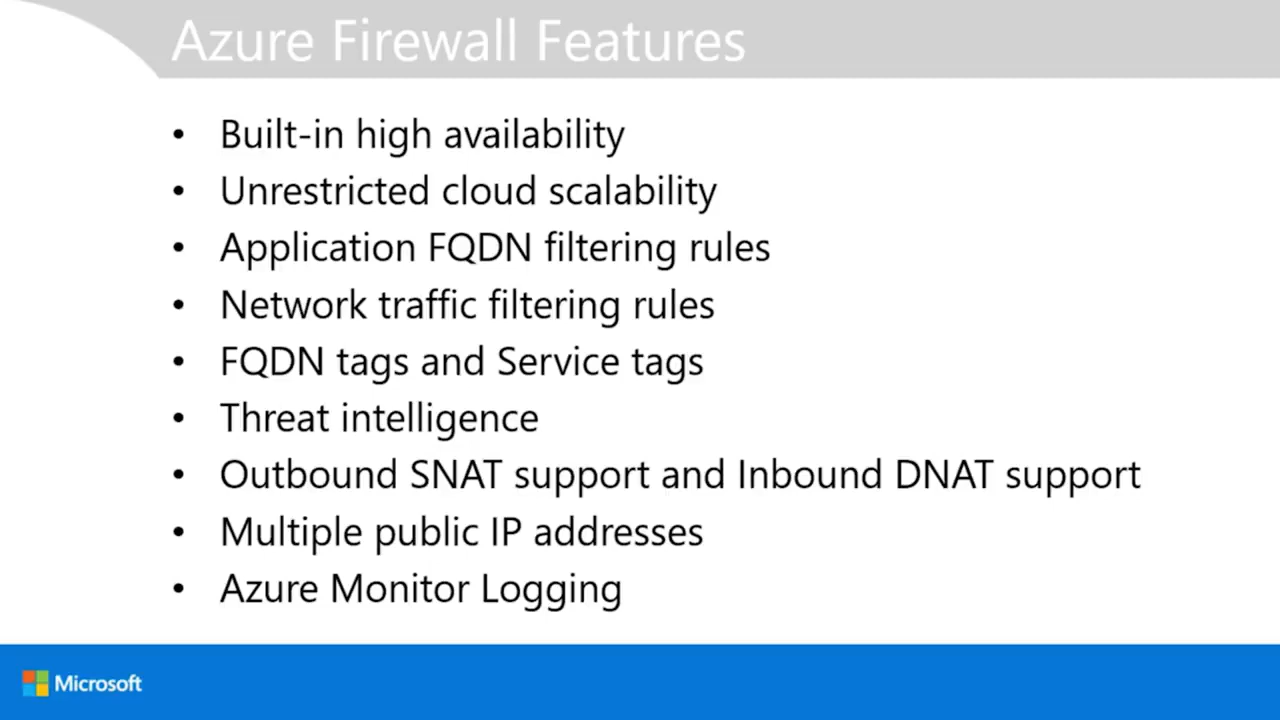 Azure Firewall Features
• Built-in high availability
• Unrestricted cloud scalability
• Application FQDN filtering rules
• Network traffic filtering rules
• FQDN tags and Service tags
• Threat intelligence
• Outbound SNAT support and Inbound DNAT support
• Multiple public IP addresses
• Azure Monitor Logging
Microsoft